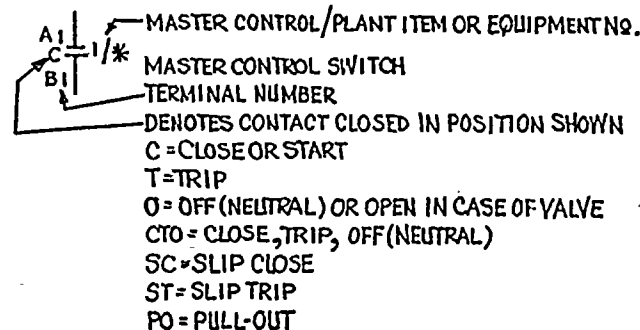 A1 MASTER CONTROL/PLANT ITEM OR EQUIPMENT NO.
C 1/*
MASTER CONTROL SWITCH
B1 TERMINAL NUMBER
DENOTES CONTACT CLOSED IN POSITION SHOWN
C=CLOSE OR START
T=TRIP
O=OFF(NEUTRAL) OR OPEN IN CASE OF VALVE
CTO=CLOSE,TRIP, OFF(NEUTRAL)
SC=SLIP CLOSE
ST=SLIP TRIP
PO=PULL-OUT